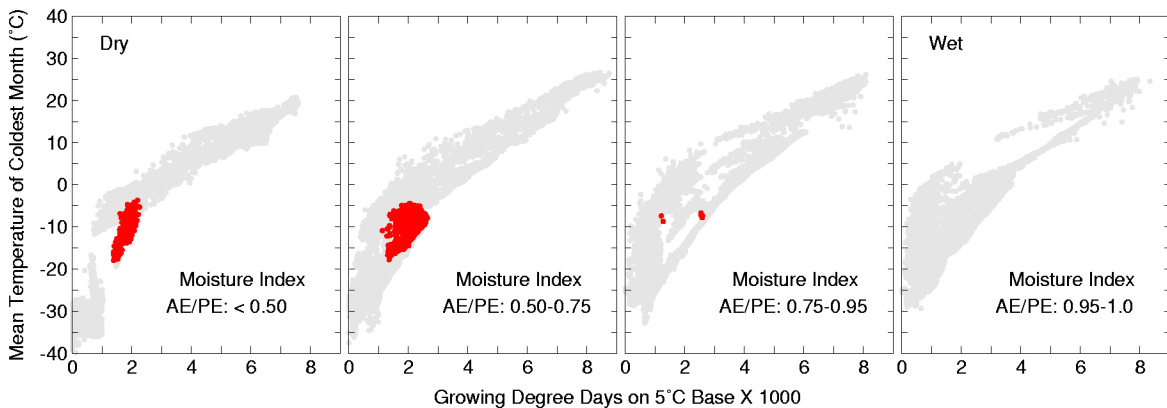 Mean Temperature of Coldest Month (°C)
40
30
20
10
0
-10
-20
-30
-40
Dry
Wet
Moisture Index
AE/PE: < 0.50
Moisture Index
AE/PE: 0.50-0.75
Moisture Index
AE/PE: 0.75-0.95
Moisture Index
AE/PE: 0.95-1.0
0 2 4 6 8
0 2 4 6 8
0 2 4 6 8
0 2 4 6 8
Growing Degree Days on 5°C Base X 1000